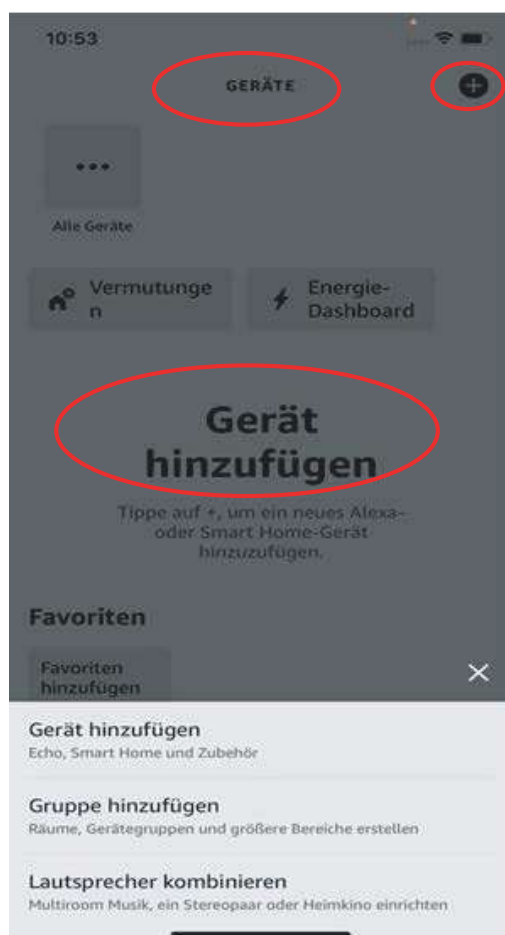 10:53
GERÄTE
Alle Geräte
Vermutunge
n
Energie-
Dashboard
Gerät
hinzufügen
Tippe auf +, um ein neues Alexa-
oder Smart Home-Gerät
hinzuzufügen.
Favoriten
Favoriten
hinzufügen
Gerät hinzufügen
Echo, Smart Home und Zubehör
Gruppe hinzufügen
Räume, Gerätegruppen und größere Bereiche erstellen
Lautsprecher kombinieren
Multiroom Musik, ein Stereopaar oder Heimkino einrichten